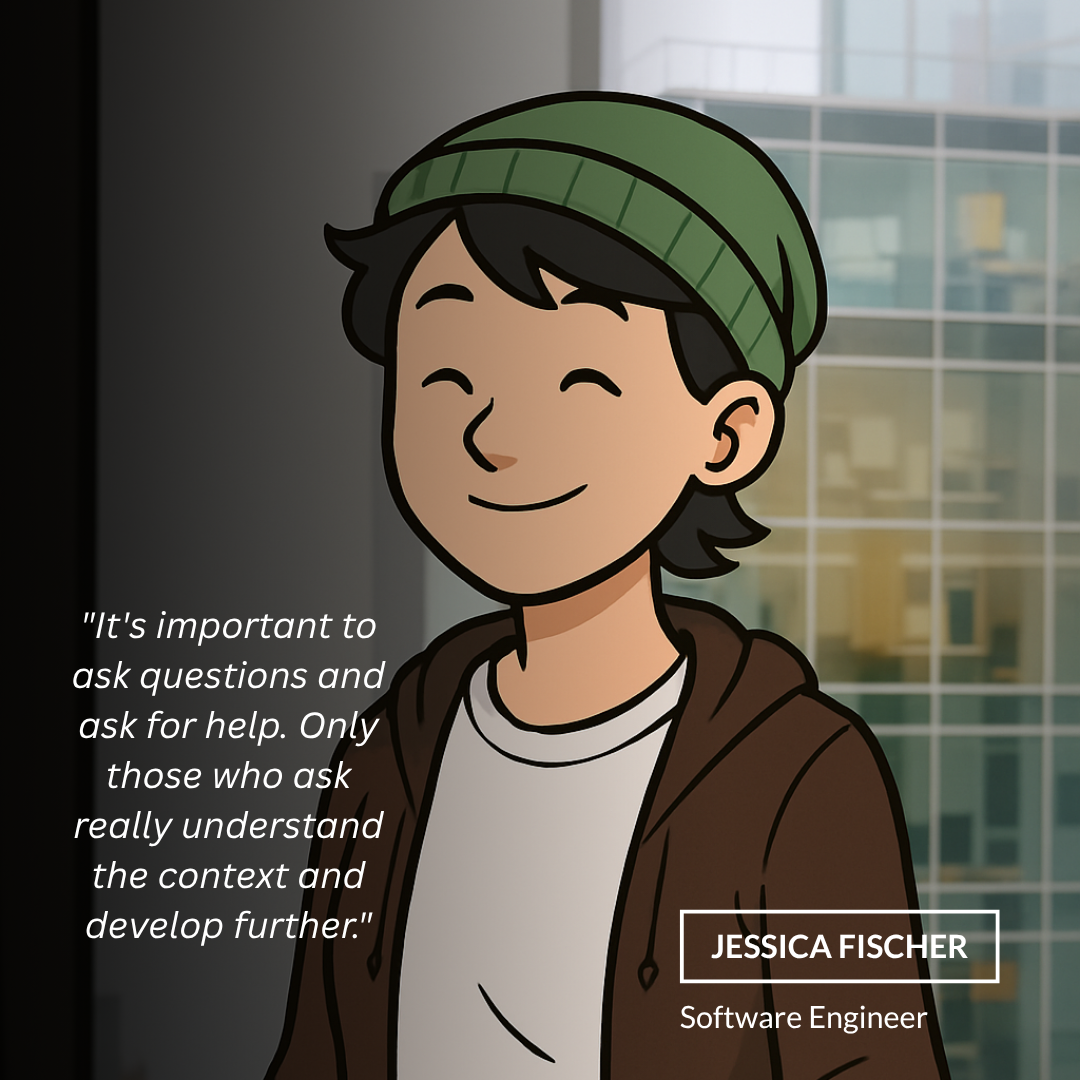 "It's important to
ask questions and
ask for help. Only
those who ask
really understand
the context and
develop further."
JESSICA FISCHER
Software Engineer